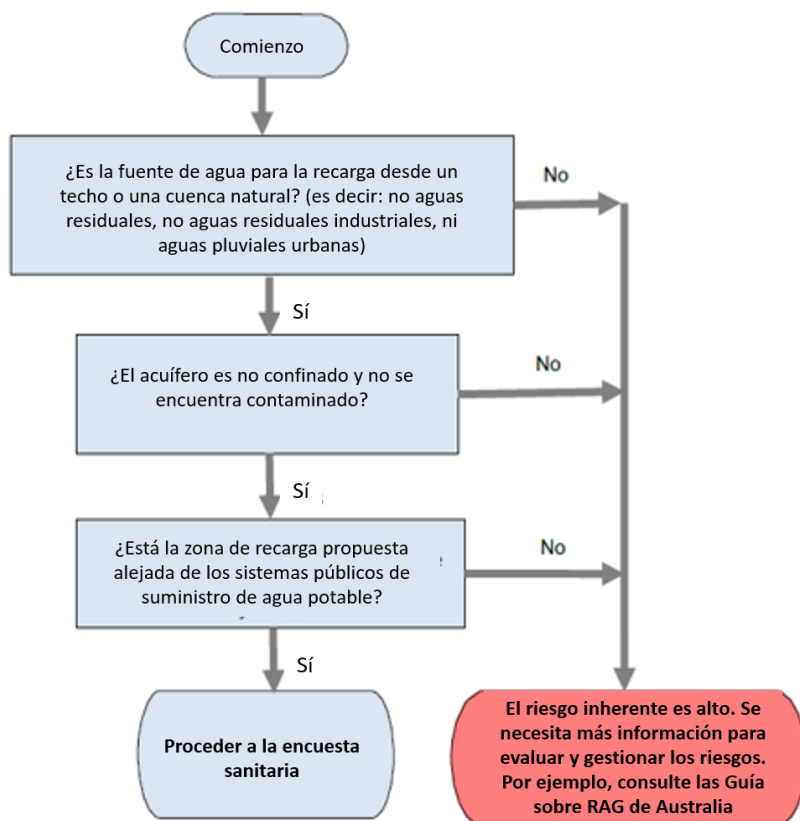 Comienzo
¿Es la fuente de agua para la recarga desde un
techo o una cuenca natural? (es decir: no aguas
residuales, no aguas residuales industriales, ni
aguas pluviales urbanas)
No
Sí
¿El acuífero es no confinado y no se
encuentra contaminado?
No
Sí
¿Está la zona de recarga propuesta
alejada de los sistemas públicos de
suministro de agua potable?
No
Sí
Proceder a la encuesta
sanitaria
El riesgo inherente es alto. Se
necesita más información para
evaluar y gestionar los riesgos.
Por ejemplo, consulte las Guía
sobre RAG de Australia